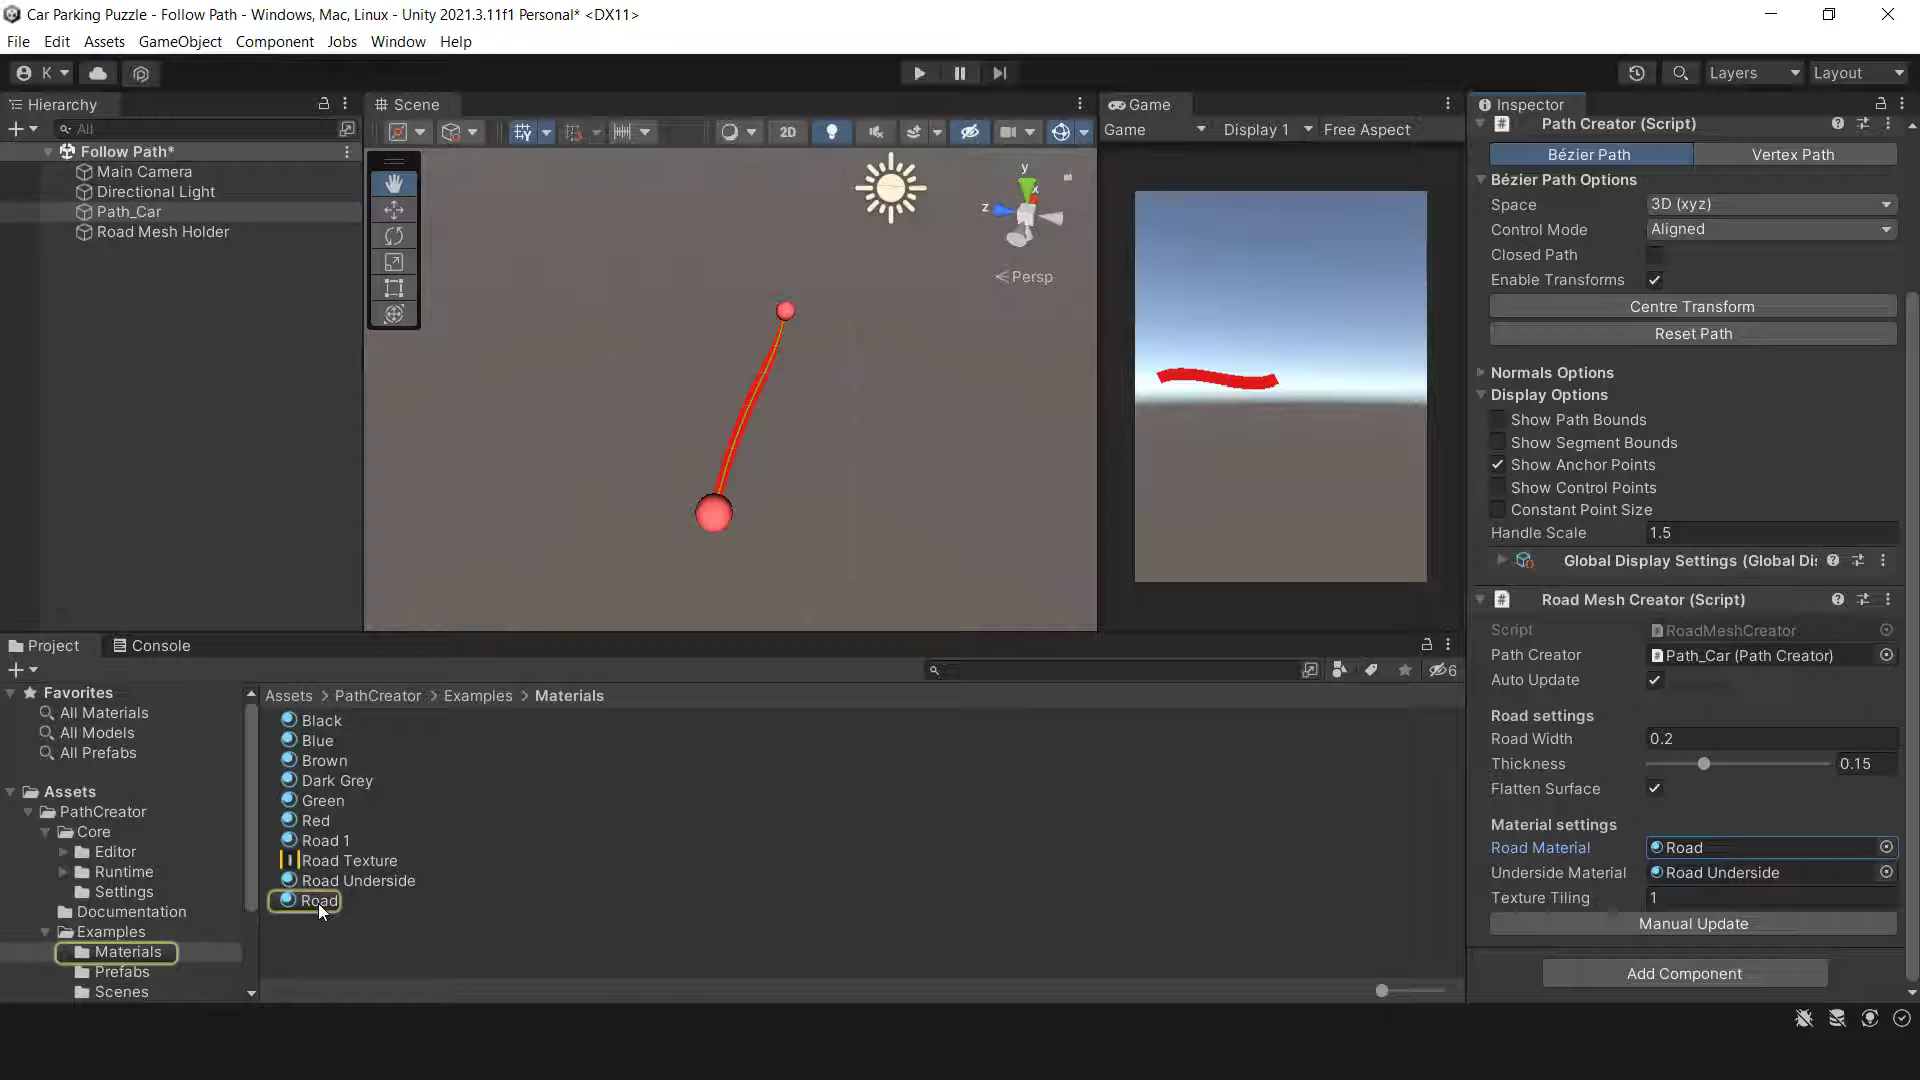 Car Parking Puzzle - Follow Path - Windows, Mac, Linux - Unity 2021.3.11f1 Personal* <DX11>
File Edit Assets GameObject Component Jobs Window Help
K Layers Layout
Hierarchy
All
Follow Path*
Main Camera
Directional Light
Path_Car
Road Mesh Holder
Scene
2D
y
x
z
Persp
Game
Game Display 1 Free Aspect
Inspector
Path Creator (Script)
Bézier Path Vertex Path
Bézier Path Options
Space 3D (xyz)
Control Mode Aligned
Closed Path
Enable Transforms
Centre Transform
Reset Path
Normals Options
Display Options
Show Path Bounds
Show Segment Bounds
Show Anchor Points
Show Control Points
Constant Point Size
Handle Scale 1.5
Global Display Settings (Global Di
Road Mesh Creator (Script)
Script RoadMeshCreator
Path Creator Path_Car (Path Creator)
Auto Update
Road settings
Road Width 0.2
Thickness 0.15
Flatten Surface
Material settings
Road Material Road
Underside Material Road Underside
Texture Tiling 1
Manual Update
Add Component
Project Console
6
Favorites
All Materials
All Models
All Prefabs
Assets
PathCreator
Core
Editor
Runtime
Settings
Documentation
Examples
Materials
Prefabs
Scenes
Assets > PathCreator > Examples > Materials
Black
Blue
Brown
Dark Grey
Green
Red
Road 1
Road Texture
Road Underside
Road